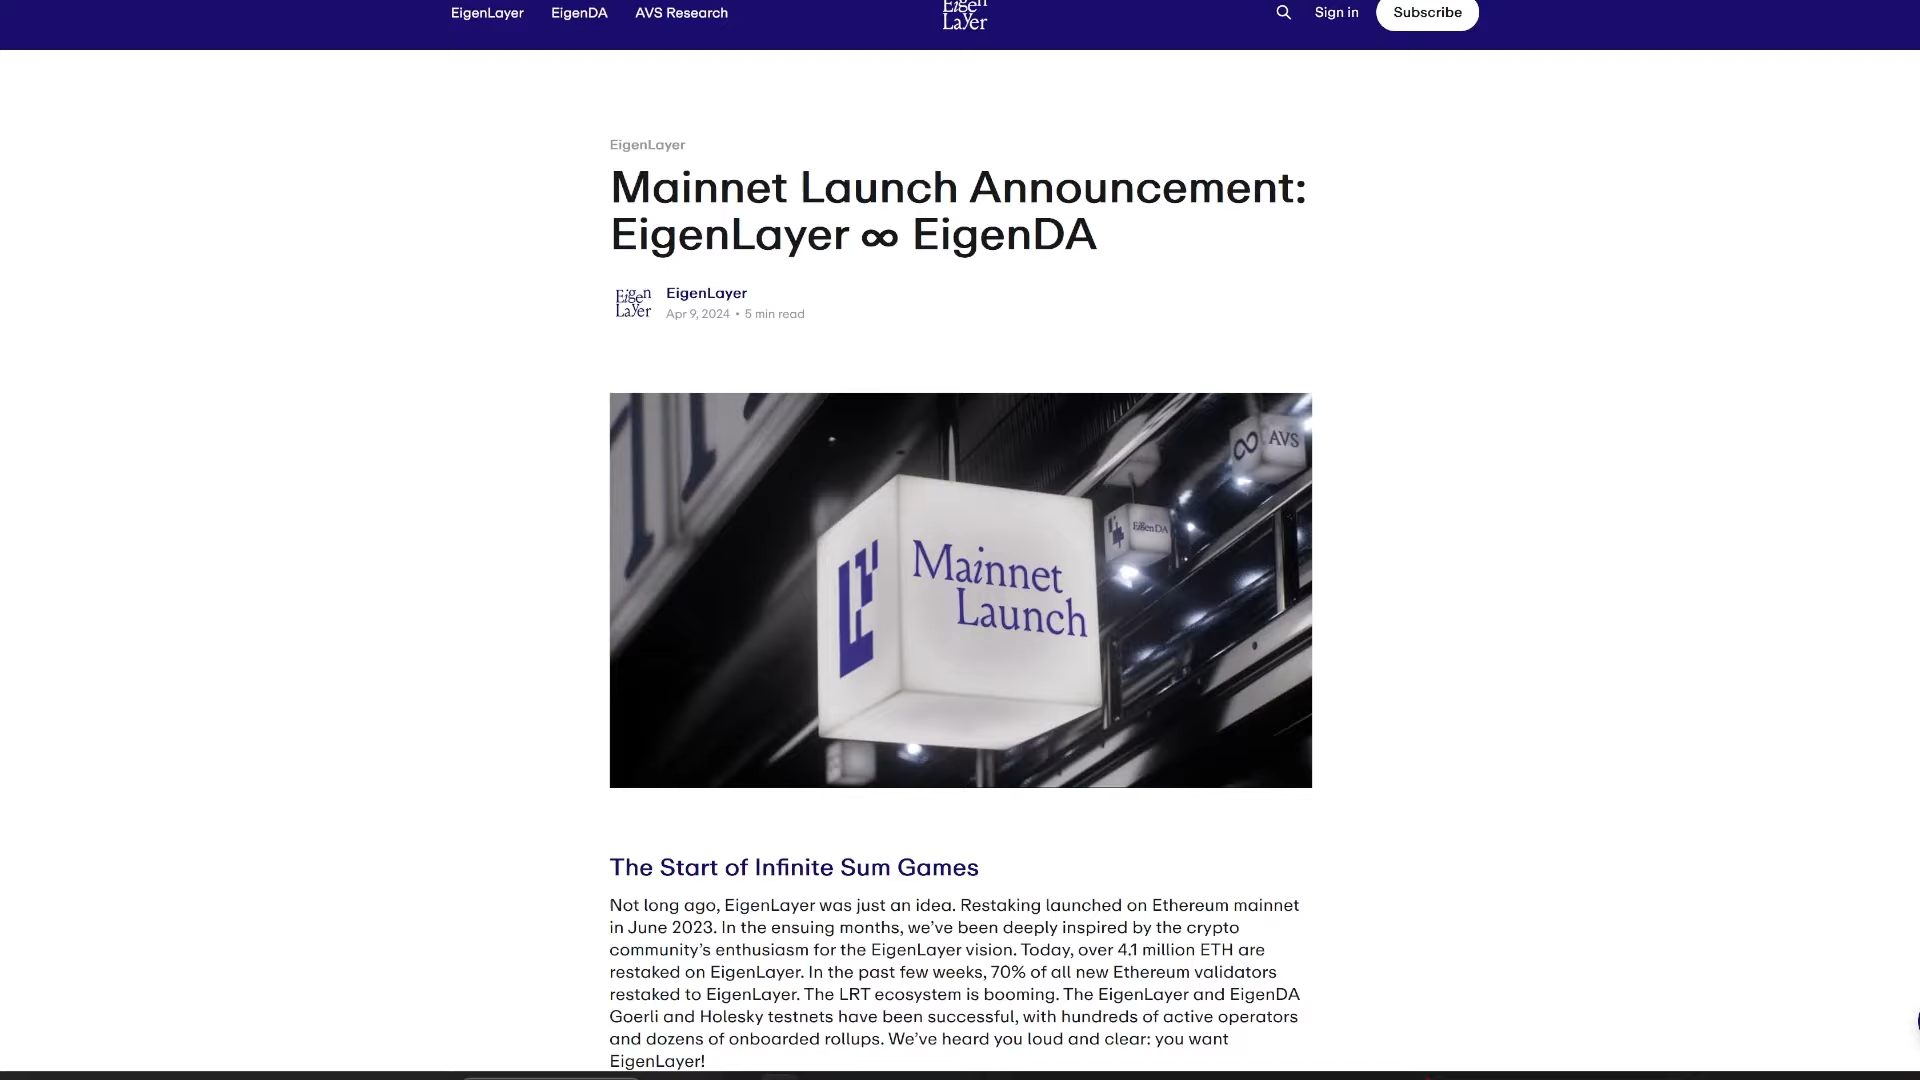 EigenLayer EigenDA AVS Research
Eigen
Layer
Sign in Subscribe
EigenLayer
Mainnet Launch Announcement:
EigenLayer ∞ EigenDA
Eigen
Layer
EigenLayer
Apr 9, 2024 • 5 min read
∞ AVS
EigenDA
Mainnet
Launch
The Start of Infinite Sum Games
Not long ago, EigenLayer was just an idea. Restaking launched on Ethereum mainnet
in June 2023. In the ensuing months, we’ve been deeply inspired by the crypto
community’s enthusiasm for the EigenLayer vision. Today, over 4.1 million ETH are
restaked on EigenLayer. In the past few weeks, 70% of all new Ethereum validators
restaked to EigenLayer. The LRT ecosystem is booming. The EigenLayer and EigenDA
Goerli and Holesky testnets have been successful, with hundreds of active operators
and dozens of onboarded rollups. We’ve heard you loud and clear: you want
EigenLayer!